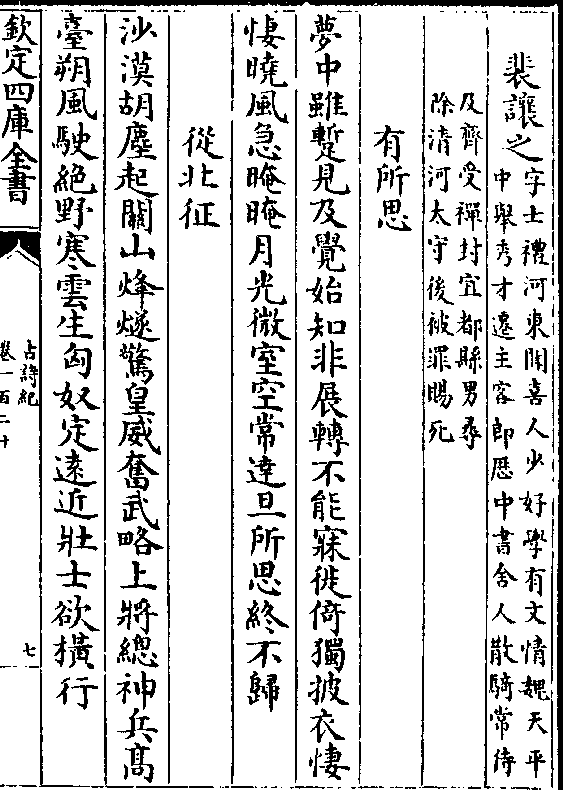 裴讓之字士禮河東聞喜人少好學有文情魏天平
中舉秀才遷主客郎歴中書舍人散騎常侍
及齊受禪封宜都縣男尋
除清河太守後被罪賜死
有所思
夢中雖蹔見及覺始知非展轉不能寐徙倚獨披衣悽
悽曉風急晻晻月光微室空常達旦所思終不歸
從北征
沙漠胡塵起關山烽燧驚皇威奮武略上將總神兵髙
臺朔風駛絶野寒雲生匈奴定遠近壯士欲橫行
欽定四庫全書
古詩紀
卷一百二十
七